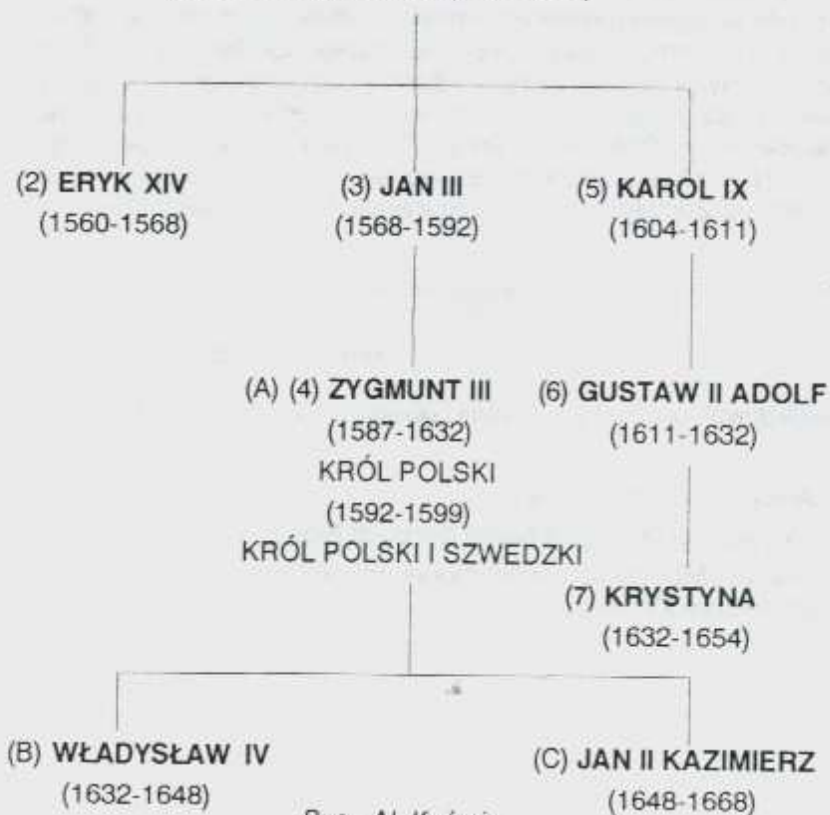 (2) ERYK XIV
(1560-1568)
(3) JAN III
(1568-1592)
(5) KAROL IX
(1604-1611)
(A) (4) ZYGMUNT III
(1587-1632)
KRÓL POLSKI
(1592-1599)
KRÓL POLSKI I SZWEDZKI
(6) GUSTAW II ADOLF
(1611-1632)
(7) KRYSTYNA
(1632-1654)
(B) WŁADYSŁAW IV
(1632-1648)
(C) JAN II KAZIMIERZ
(1648-1668)